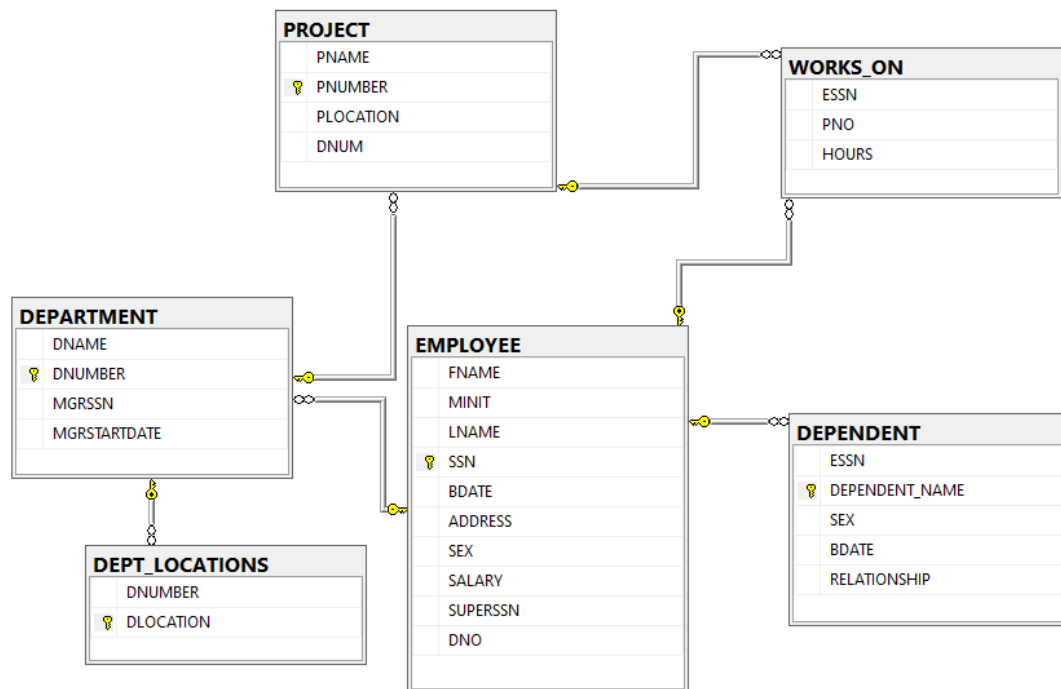 PROJECT
PNAME
PNUMBER
PLOCATION
DNUM
WORKS_ON
ESSN
PNO
HOURS
DEPARTMENT
DNAME
DNUMBER
MGRSSN
MGRSTARTDATE
EMPLOYEE
FNAME
MINIT
LNAME
SSN
BDATE
ADDRESS
SEX
SALARY
SUPERSSN
DNO
DEPENDENT
ESSN
DEPENDENT_NAME
SEX
BDATE
RELATIONSHIP
DEPT_LOCATIONS
DNUMBER
DLOCATION